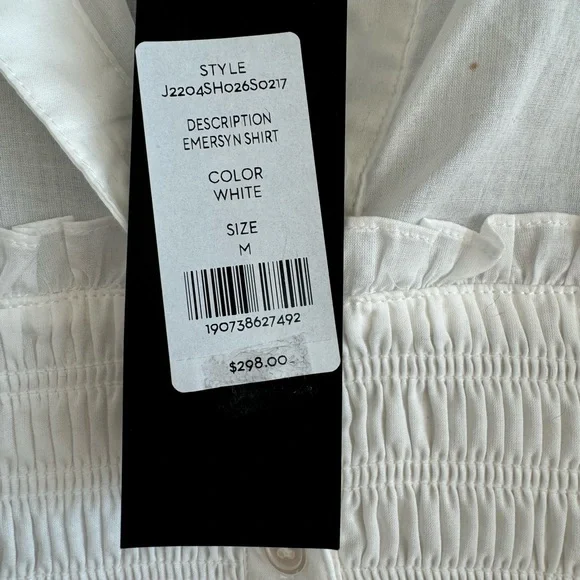 STYLE
J2204SH026S0217
DESCRIPTION
EMERSYN SHIRT
COLOR
WHITE
SIZE
M
190738627492
$298.00